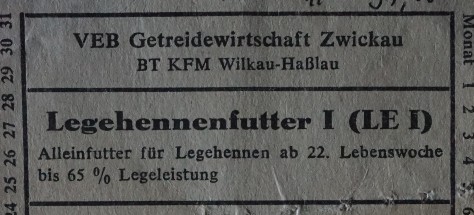 VEB Getreidewirtschaft Zwickau
BT KFM Wilkau-Haßlau
Legehennenfutter I (LE I)
Alleinfutter für Legehennen ab 22. Lebenswoche
bis 65 % Legeleistung
24 25 26 27 28 29 30 31
Monat 1 2 3 4 5